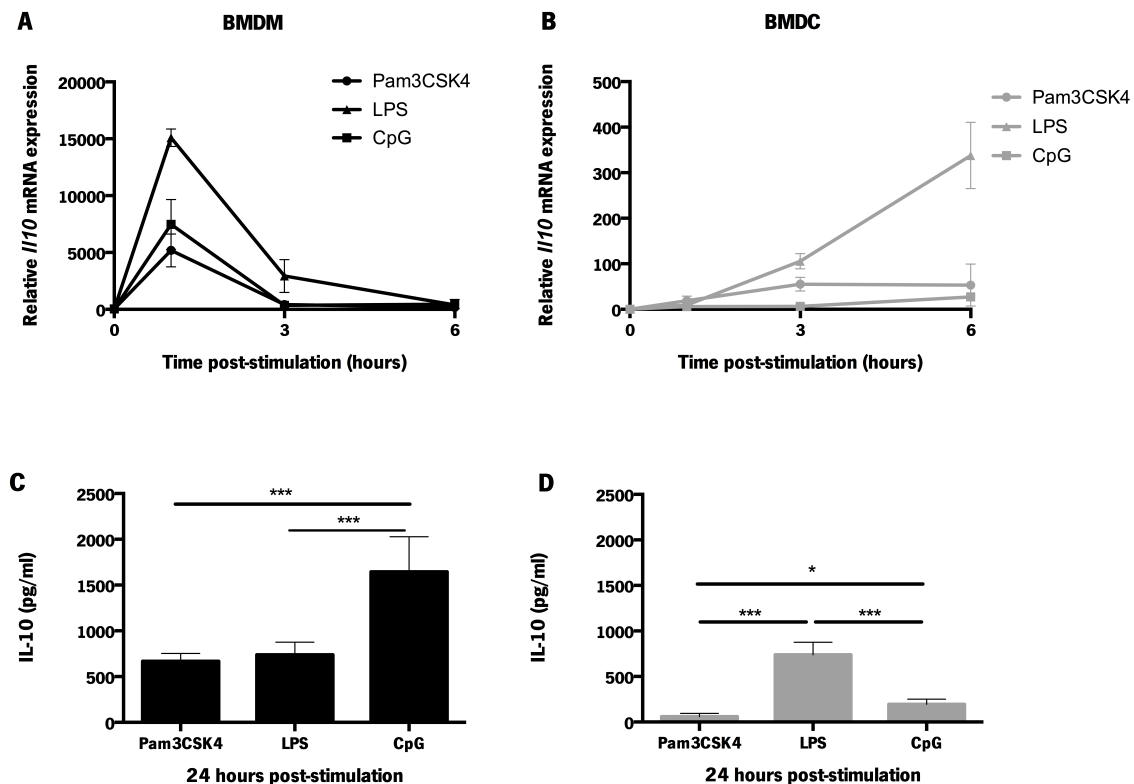 A
BMDM
Relative Il10 mRNA expression
20000
15000
10000
5000
0
0
3
6
Time post-stimulation (hours)
Pam3CSK4
LPS
CpG
B
BMDC
Relative Il10 mRNA expression
500
400
300
200
100
0
0
3
6
Time post-stimulation (hours)
Pam3CSK4
LPS
CpG
C
IL-10 (pg/ml)
2500
2000
1500
1000
500
0
***
***
Pam3CSK4
LPS
CpG
24 hours post-stimulation
D
IL-10 (pg/ml)
2500
2000
1500
1000
500
0
*
***
***
Pam3CSK4
LPS
CpG
24 hours post-stimulation